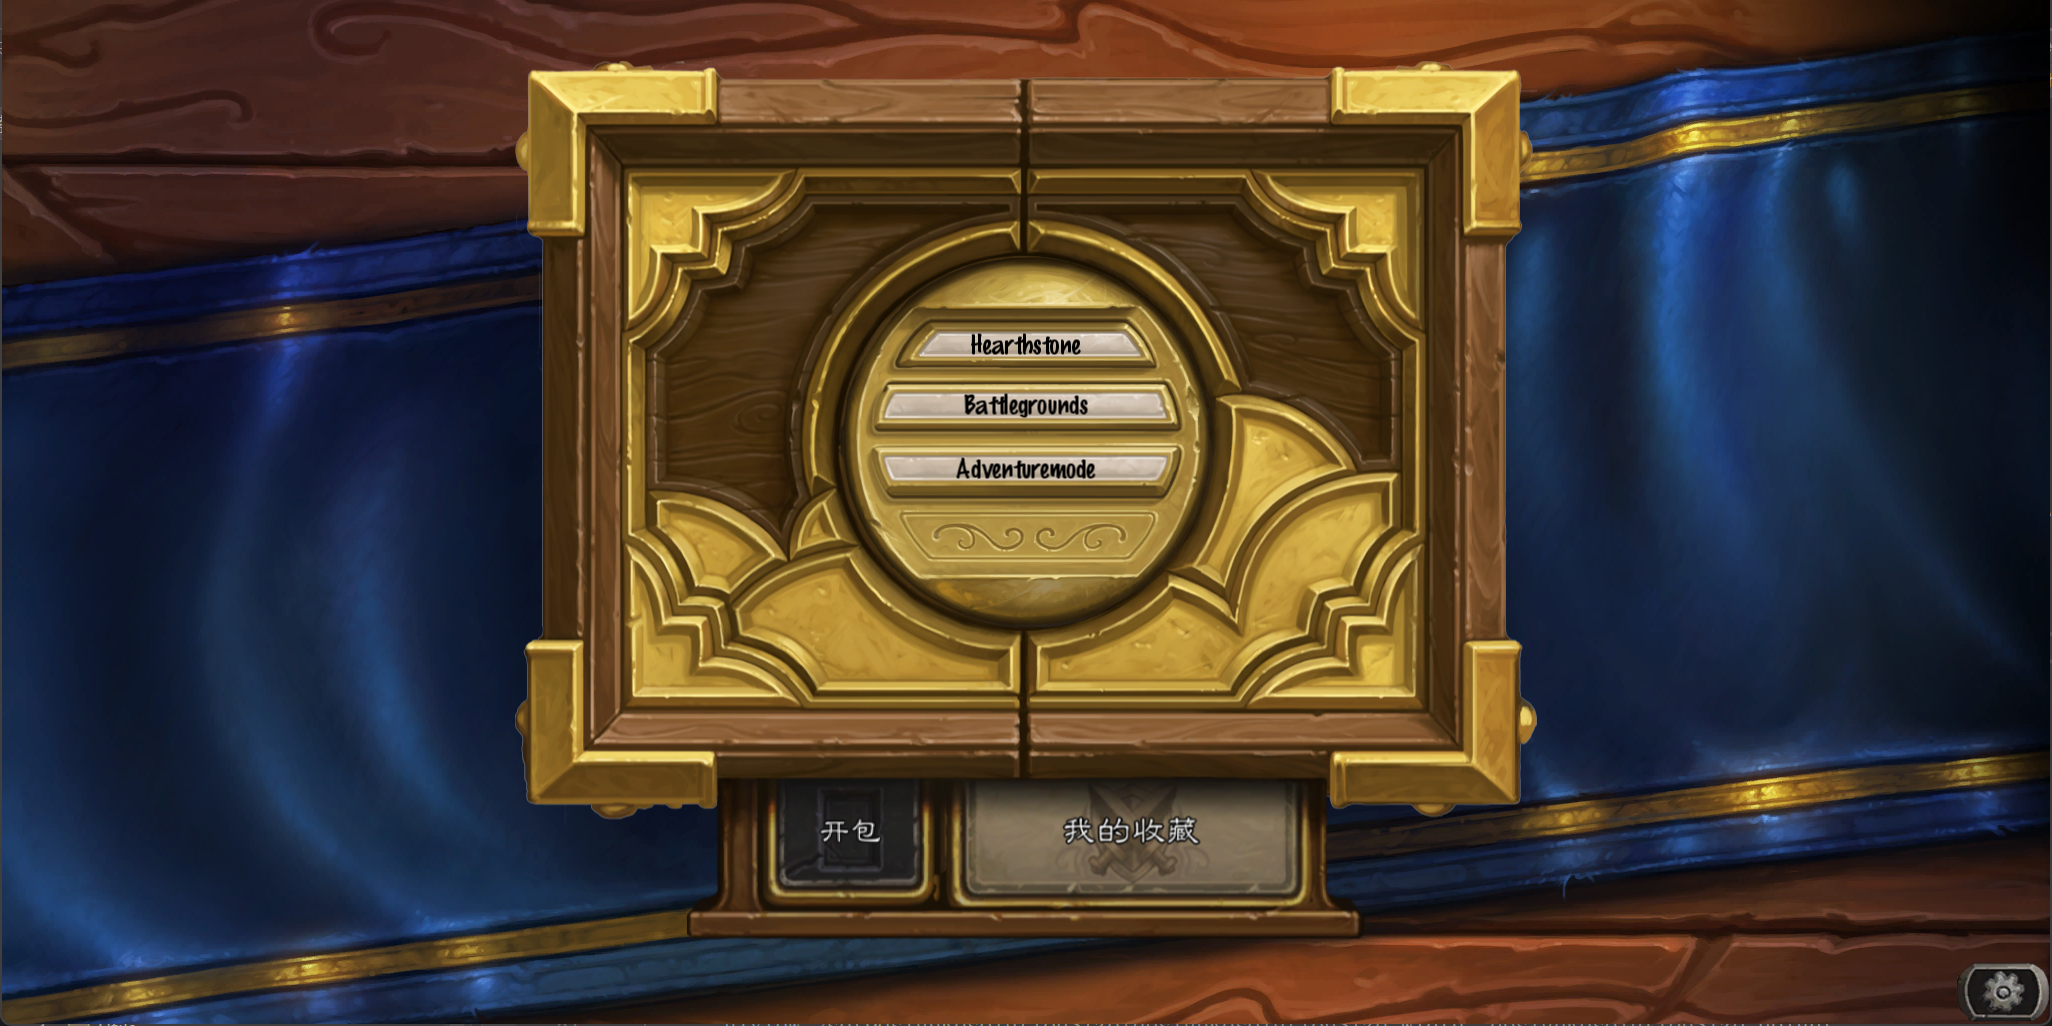 Hearthstone
Battlegrounds
Adventuremode
开包 我的收藏